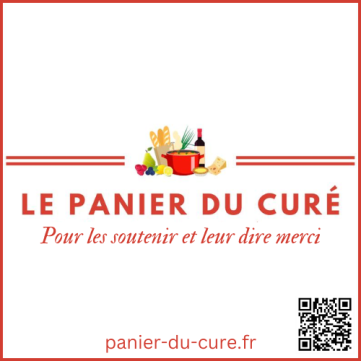 LE PANIER DU CURÉ
Pour les soutenir et leur dire merci
panier-du-cure.fr